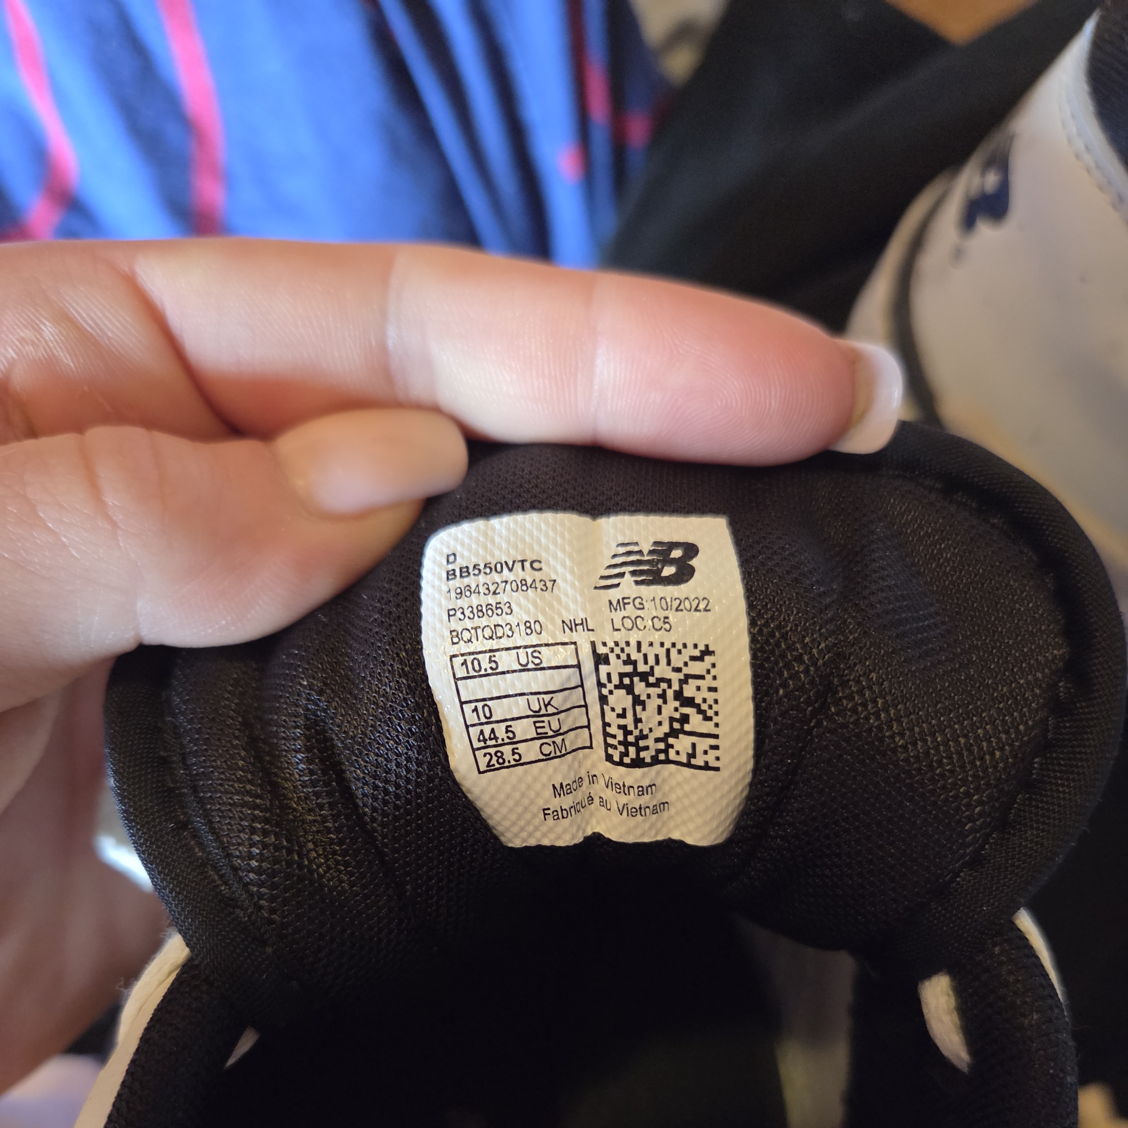 D
BB550VTC
196432708437
P338653
BQTQD3180 NHL
NB
MFG:10/2022
LOC:C5
10.5 US
10 UK
44.5 EU
28.5 CM
Made in Vietnam
Fabriqué au Vietnam